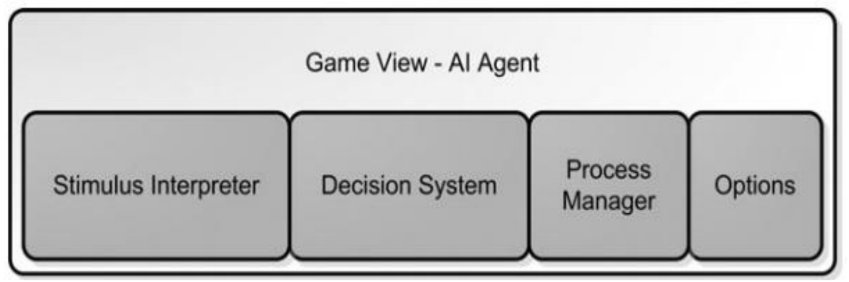 Game View - AI Agent
Stimulus Interpreter
Decision System
Process
Manager
Options